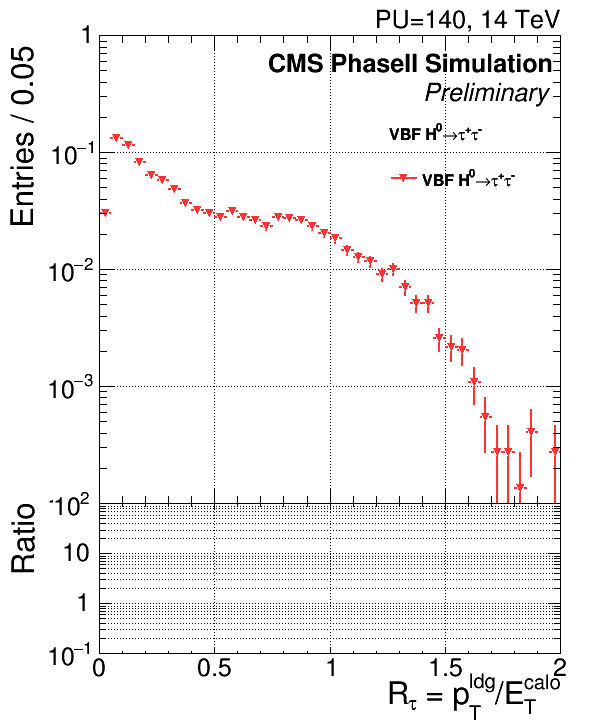 PU=140, 14 TeV
1
CMS PhaseII Simulation
Preliminary
VBF H⁰→τ⁺τ⁻
VBF H⁰→τ⁺τ⁻
Entries / 0.05
10⁻¹
10⁻²
10⁻³
10²
Ratio
10
1
10⁻¹
0 0.5 1 1.5 2
R_τ = p_T^ldg/E_T^calo